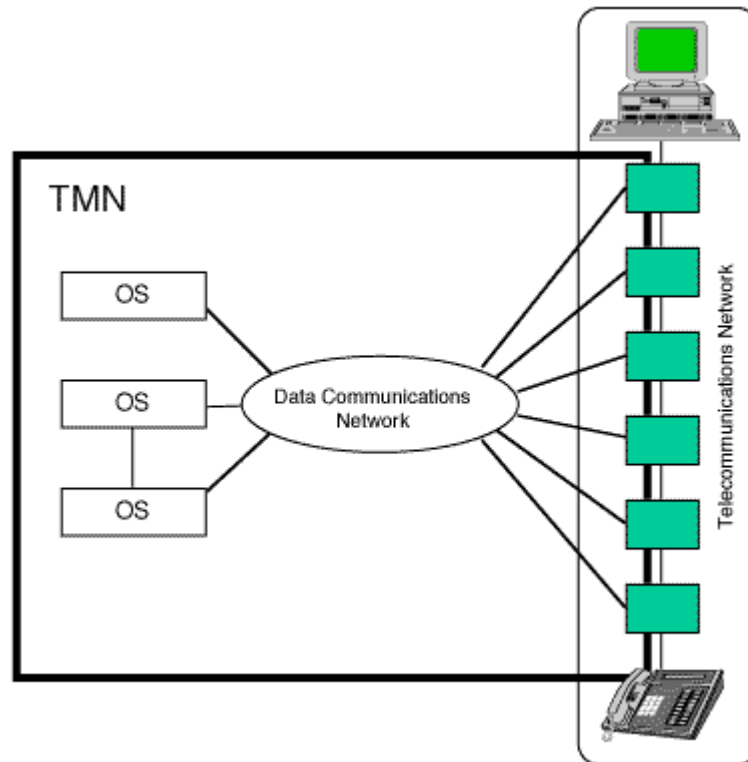 TMN
OS
OS
OS
Data Communications
Network
Telecommunications Network